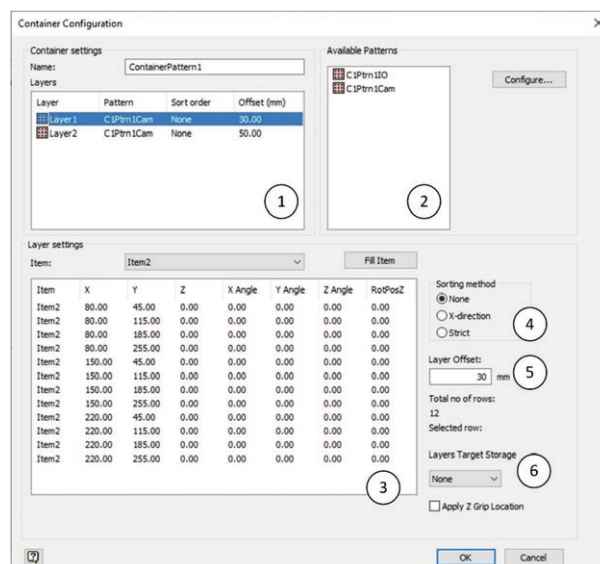 Container Configuration
Container settings
Name: ContainerPattern1
Layers
Layer Pattern Sort order Offset (mm)
Layer1 C1Ptrn1Cam None 30.00
Layer2 C1Ptrn1Cam None 50.00
1
Available Patterns
C1Ptrn1IO
C1Ptrn1Cam
2
Configure...
Layer settings
Item: Item2 Fill Item
Item X Y Z X Angle Y Angle Z Angle RotPosZ
Item2 80.00 45.00 0.00 0.00 0.00 0.00 0.00
Item2 80.00 115.00 0.00 0.00 0.00 0.00 0.00
Item2 80.00 185.00 0.00 0.00 0.00 0.00 0.00
Item2 80.00 255.00 0.00 0.00 0.00 0.00 0.00
Item2 150.00 45.00 0.00 0.00 0.00 0.00 0.00
Item2 150.00 115.00 0.00 0.00 0.00 0.00 0.00
Item2 150.00 185.00 0.00 0.00 0.00 0.00 0.00
Item2 150.00 255.00 0.00 0.00 0.00 0.00 0.00
Item2 220.00 45.00 0.00 0.00 0.00 0.00 0.00
Item2 220.00 115.00 0.00 0.00 0.00 0.00 0.00
Item2 220.00 185.00 0.00 0.00 0.00 0.00 0.00
Item2 220.00 255.00 0.00 0.00 0.00 0.00 0.00
3
Sorting method
None
X-direction
Strict
4
Layer Offset:
30 mm
5
Total no of rows:
12
Selected row:
Layers Target Storage
None
6
Apply Z Grip Location
?
OK Cancel